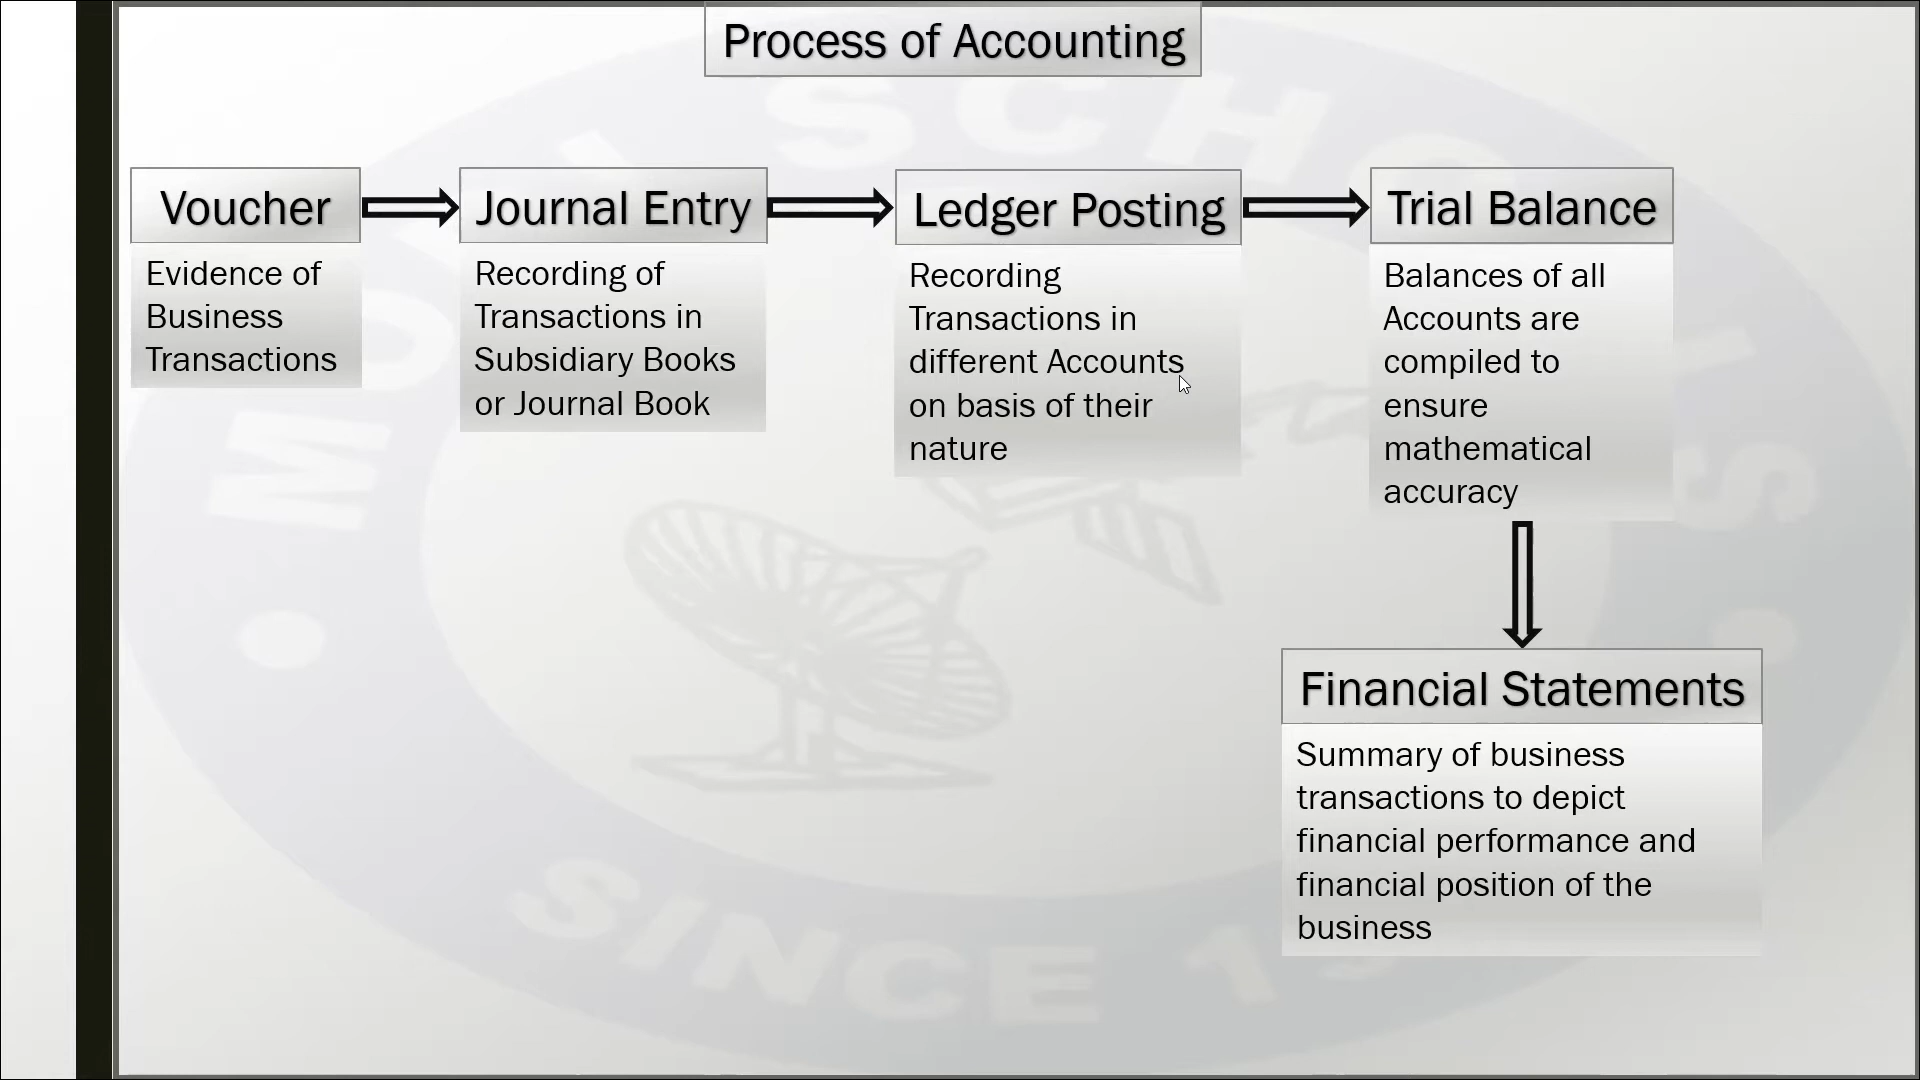 Process of Accounting
Voucher
Evidence of
Business
Transactions
Journal Entry
Recording of
Transactions in
Subsidiary Books
or Journal Book
Ledger Posting
Recording
Transactions in
different Accounts
on basis of their
nature
Trial Balance
Balances of all
Accounts are
compiled to
ensure
mathematical
accuracy
Financial Statements
Summary of business
transactions to depict
financial performance and
financial position of the
business
SINCE